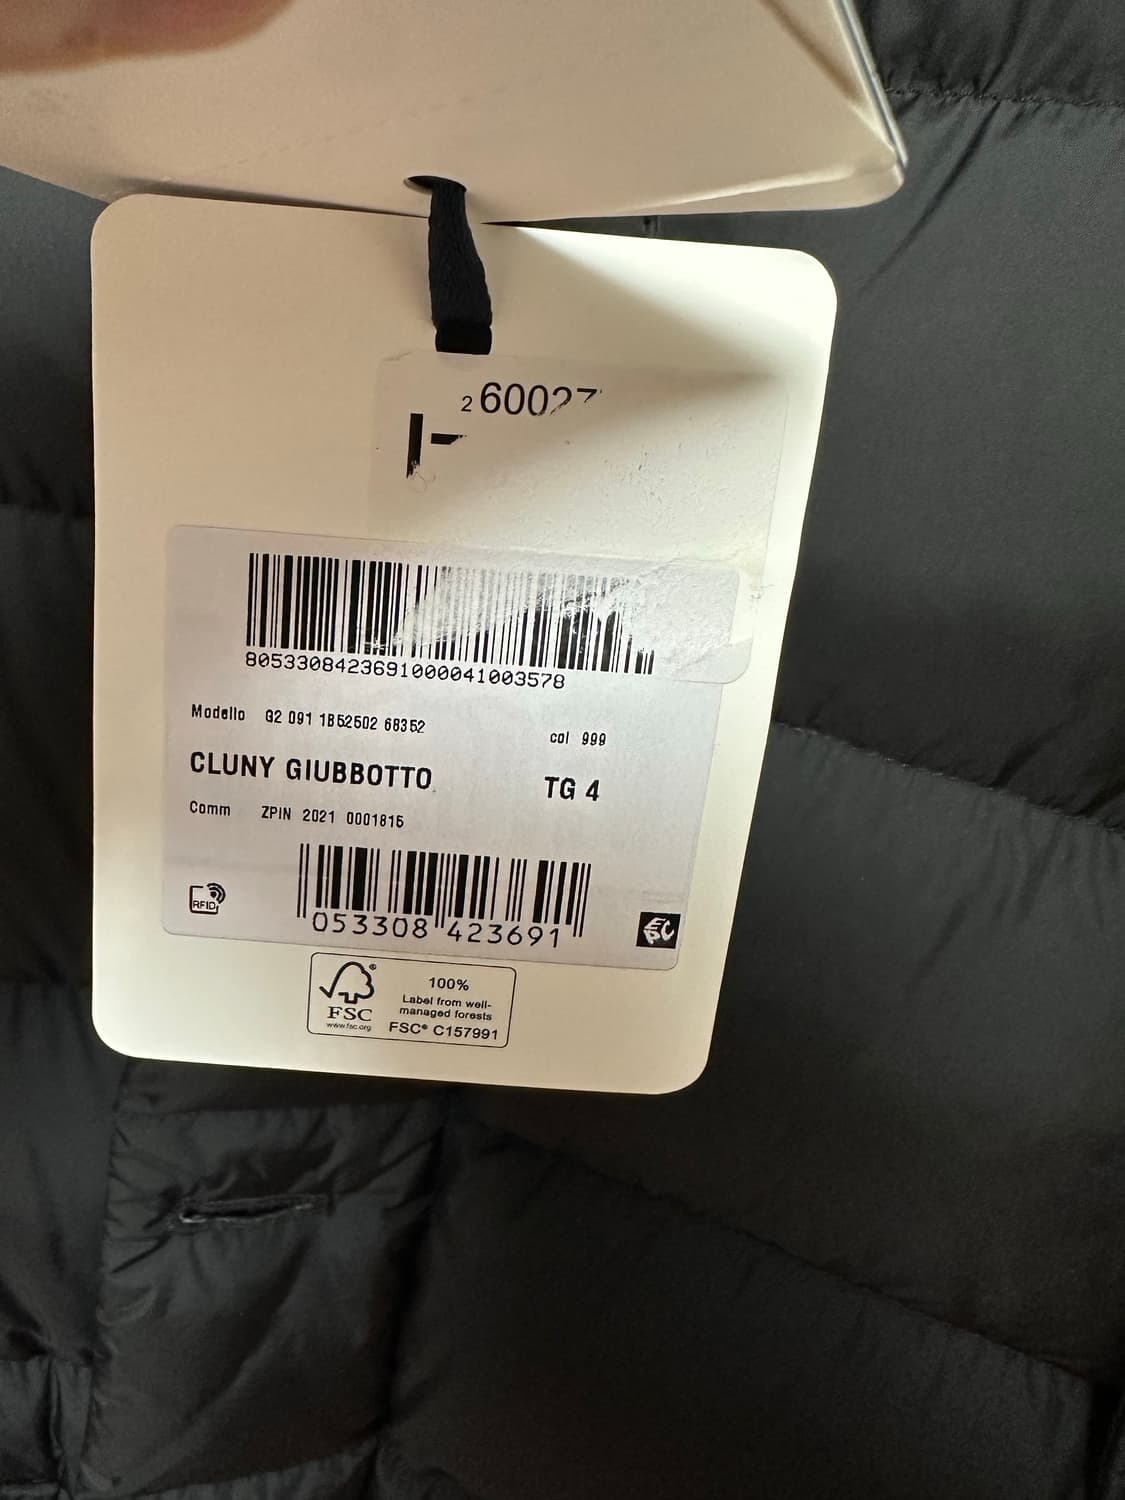 2 60027
8053308423691000041003578
Modello G2 091 1B52502 68352
col 999
CLUNY GIUBBOTTO
TG 4
Comm ZPIN 2021 0001815
RFID
053308 423691
FSC®
www.fsc.org
100%
Label from well-
managed forests
FSC® C157991